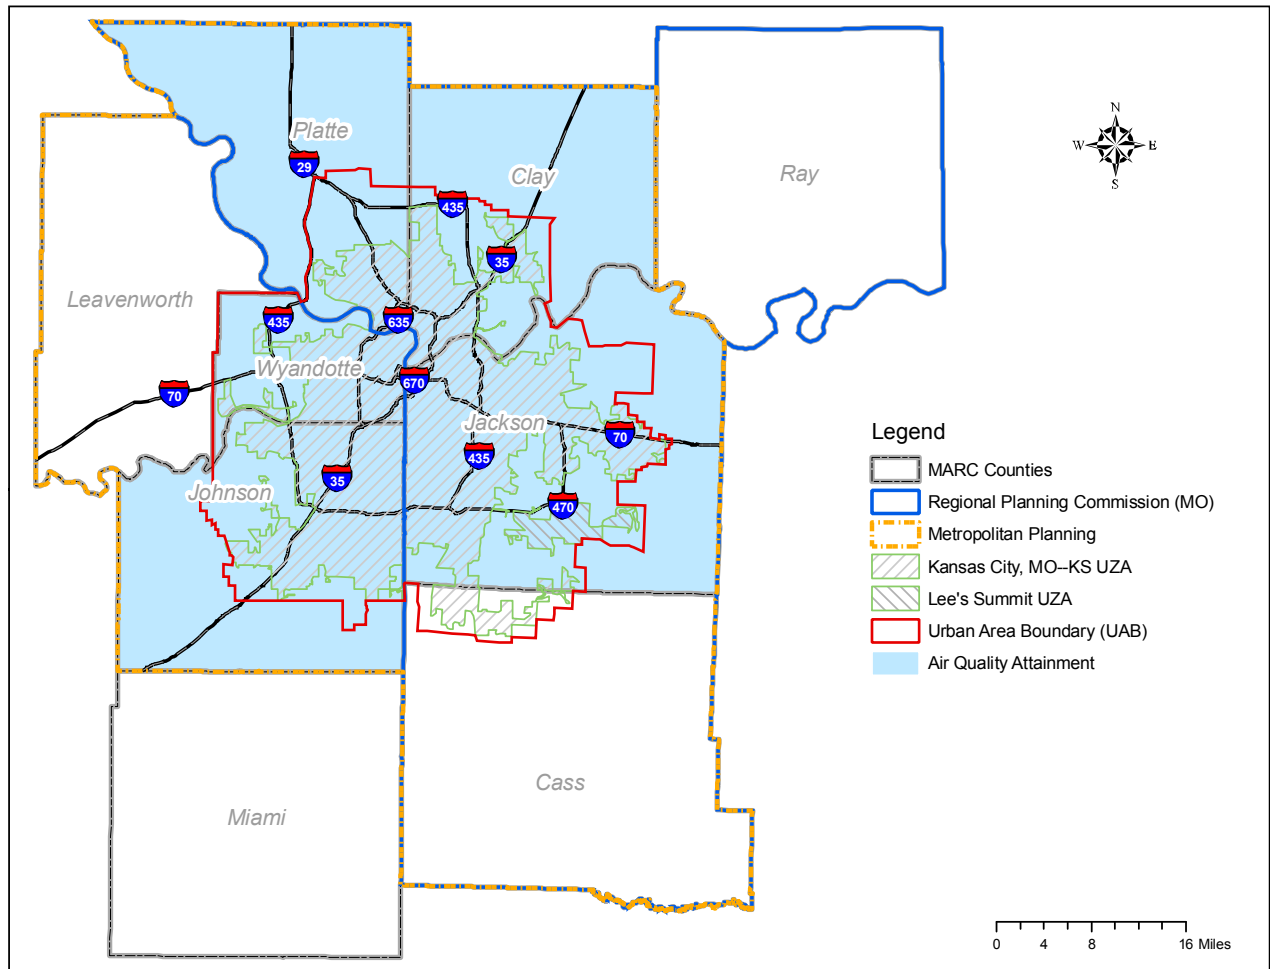 N
W E
S
Platte
29
Clay
Ray
435
35
Leavenworth
435
635
Wyandotte
670
70
Jackson
70
435
35
Johnson
470
Legend
MARC Counties
Regional Planning Commission (MO)
Metropolitan Planning
Kansas City, MO--KS UZA
Lee's Summit UZA
Urban Area Boundary (UAB)
Air Quality Attainment
Cass
Miami
0 4 8 16 Miles